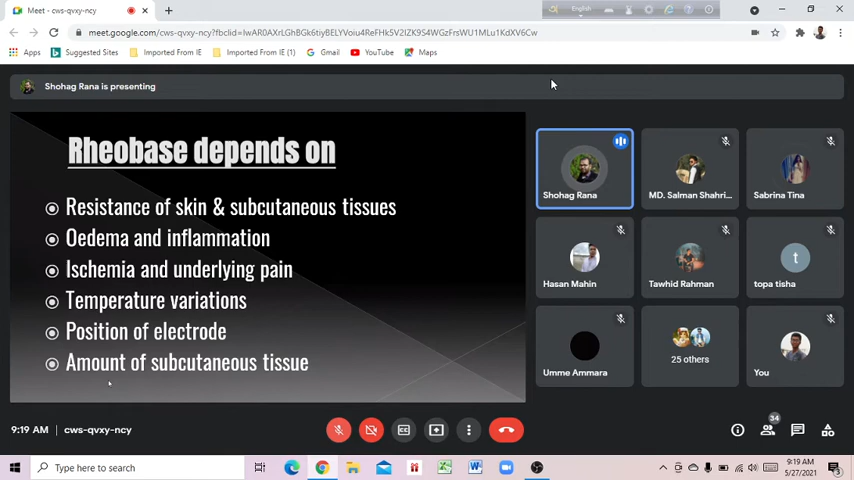 Meet - cws-qvxy-ncy
English
meet.google.com/cws-qvxy-ncy?fbclid=IwAR0AXrLGhBGk6tiyBELYVoiu4ReFHk5V2IZK9S4WGzFrsWU1MLu1KdXV6Cw
Apps
Suggested Sites
Imported From IE
Imported From IE (1)
Gmail
YouTube
Maps
Shohag Rana is presenting
Rheobase depends on
Resistance of skin & subcutaneous tissues
Oedema and inflammation
Ischemia and underlying pain
Temperature variations
Position of electrode
Amount of subcutaneous tissue
Shohag Rana
MD. Salman Shahri...
Sabrina Tina
Hasan Mahin
Tawhid Rahman
t
topa tisha
Umme Ammara
25 others
You
9:19 AM | cws-qvxy-ncy
34
Type here to search
9:19 AM
5/27/2021
3